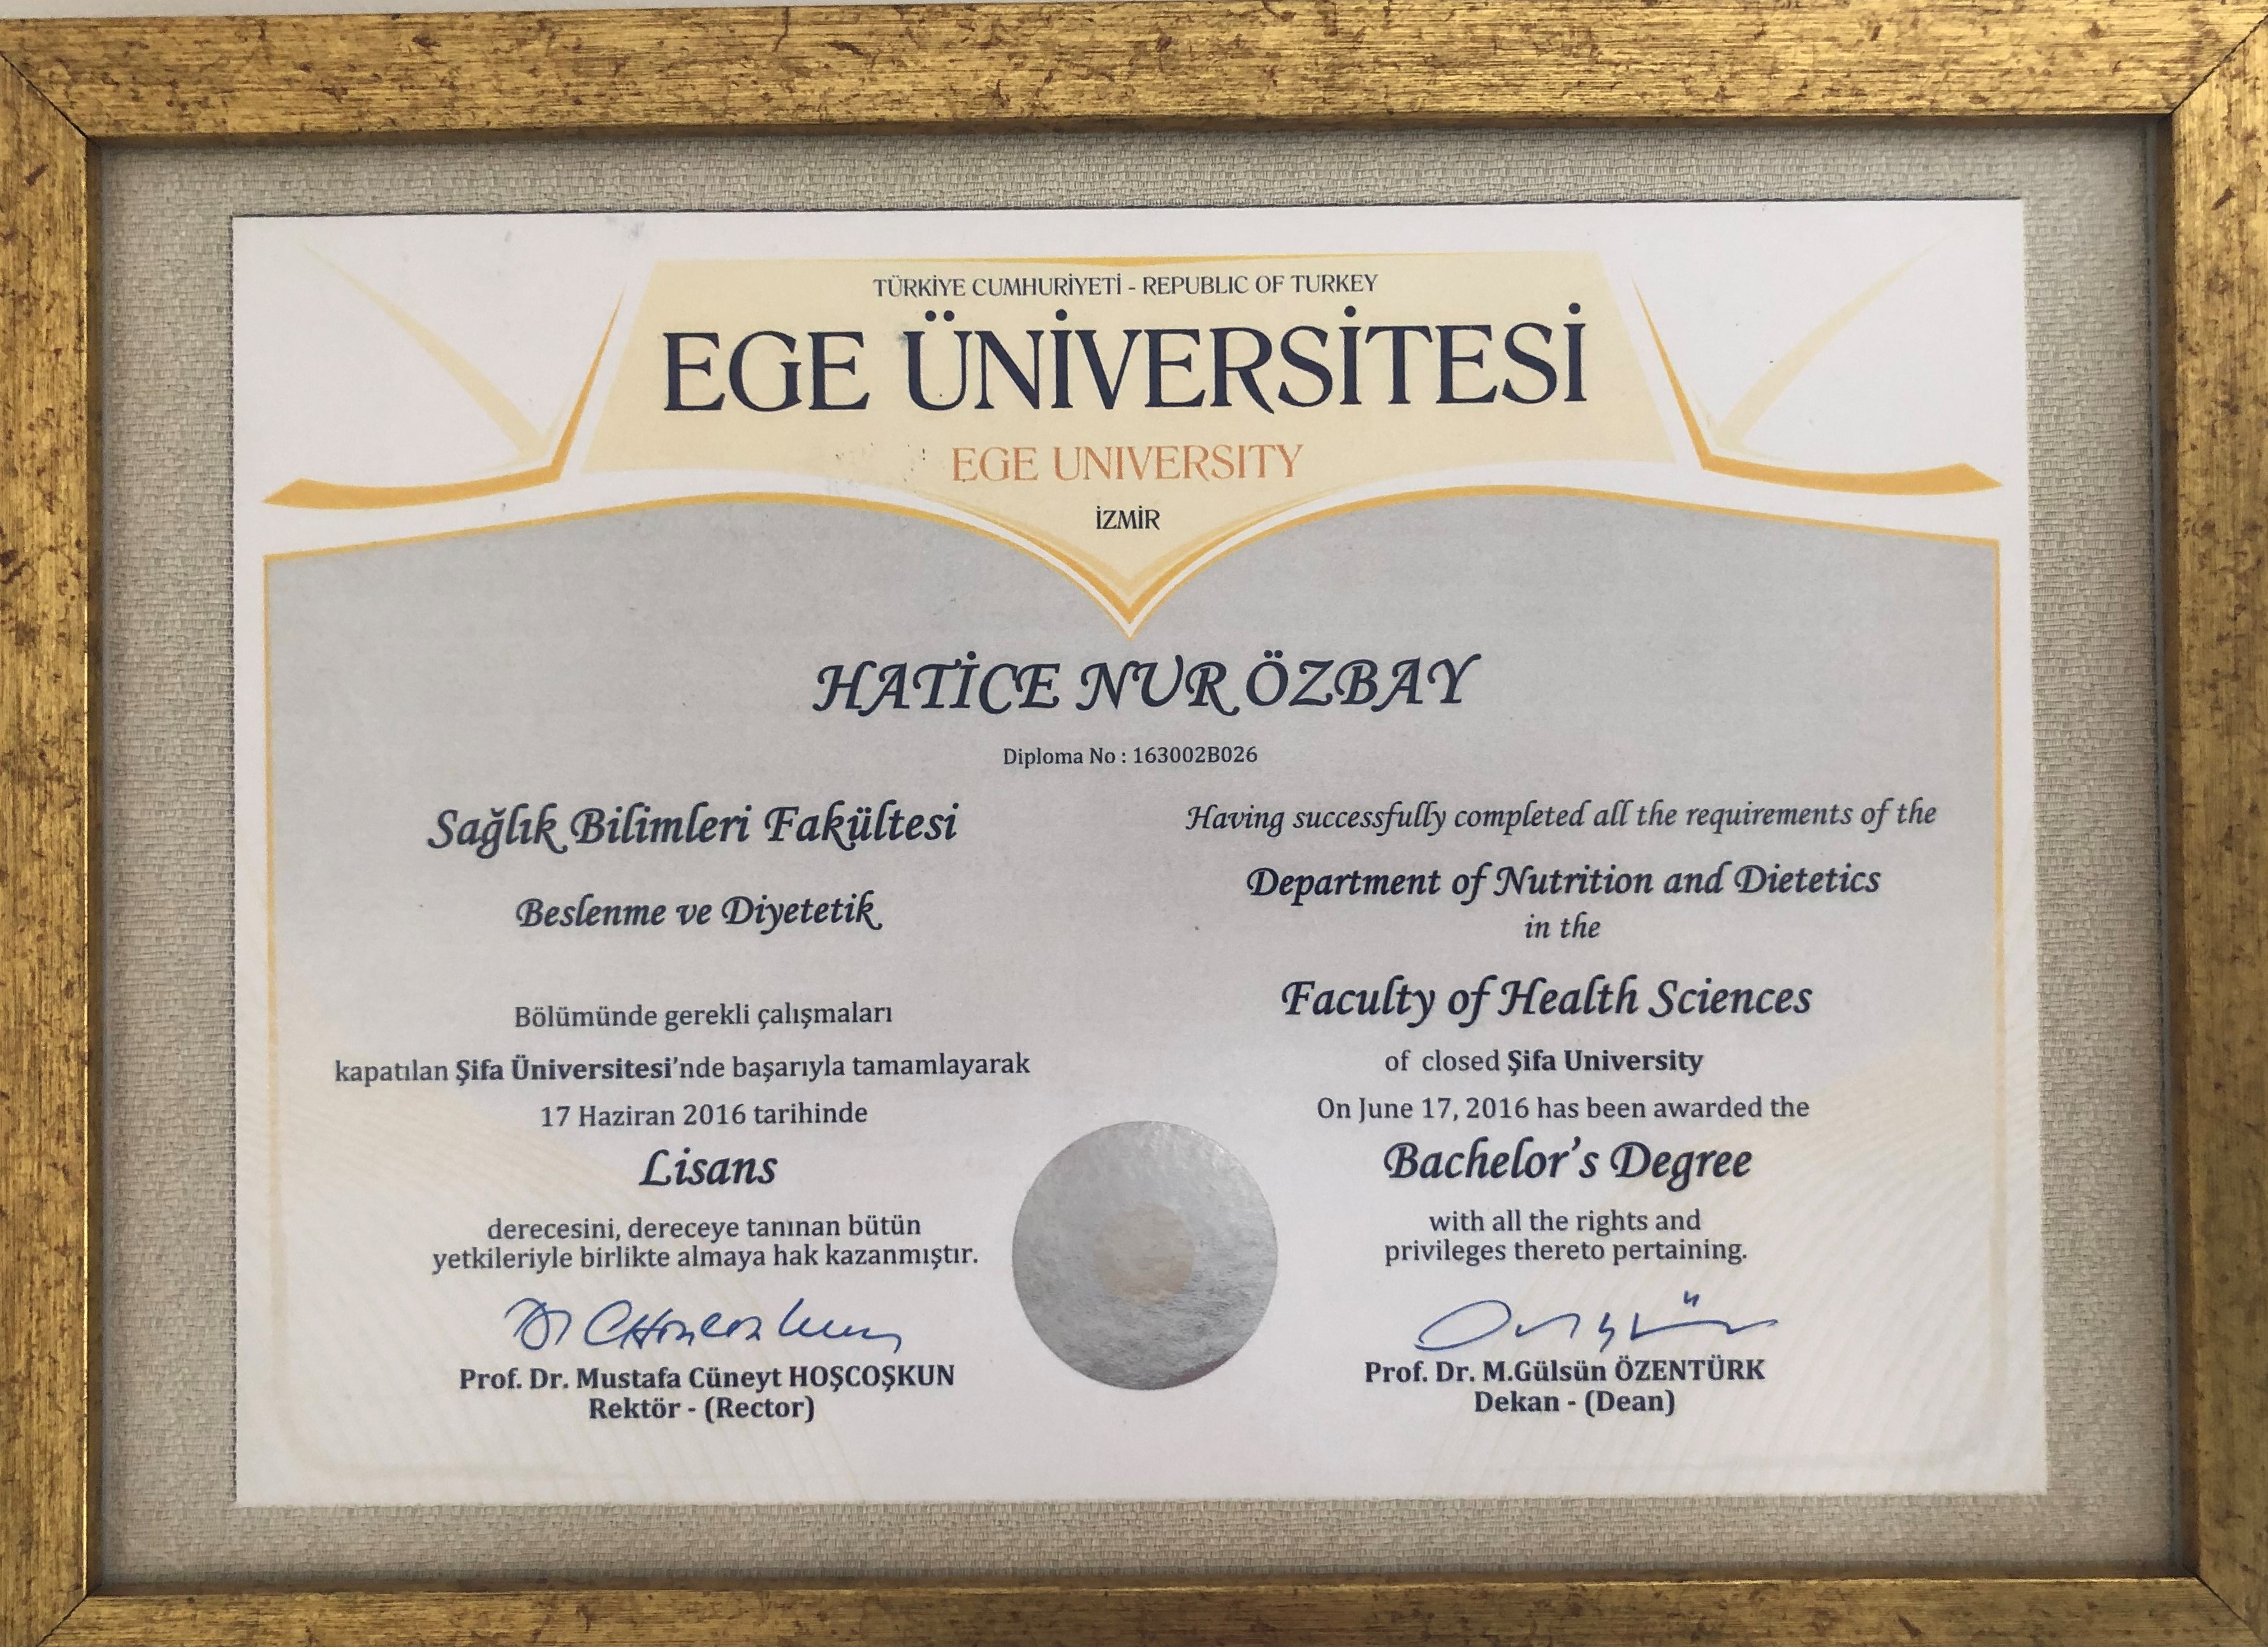 TÜRKİYE CUMHURİYETİ - REPUBLIC OF TURKEY
EGE ÜNİVERSİTESİ
EGE UNIVERSITY
İZMİR
HATİCE NUR ÖZBAY
Diploma No : 163002B026
Sağlık Bilimleri Fakültesi
Beslenme ve Diyetetik
Bölümünde gerekli çalışmaları
kapatılan Şifa Üniversitesi'nde başarıyla tamamlayarak
17 Haziran 2016 tarihinde
Lisans
derecesini, dereceye tanınan bütün
yetkileriyle birlikte almaya hak kazanmıştır.
Prof. Dr. Mustafa Cüneyt HOŞCOŞKUN
Rektör - (Rector)
Having successfully completed all the requirements of the
Department of Nutrition and Dietetics
in the
Faculty of Health Sciences
of closed Şifa University
On June 17, 2016 has been awarded the
Bachelor's Degree
with all the rights and
privileges thereto pertaining.
Prof. Dr. M.Gülsün ÖZENTÜRK
Dekan - (Dean)